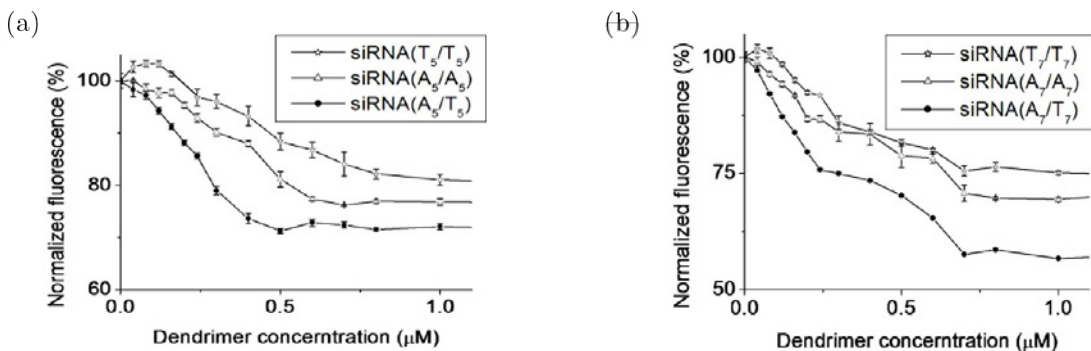 (a)
Normalized fluorescence (%)
100
80
60
siRNA(T₅/T₅)
siRNA(A₅/A₅)
siRNA(A₅/T₅)
0.0 0.5 1.0
Dendrimer concerntration (μM)
(b)
Normalized fluorescence (%)
100
75
50
siRNA(T₇/T₇)
siRNA(A₇/A₇)
siRNA(A₇/T₇)
0.0 0.5 1.0
Dendrimer concerntration (μM)